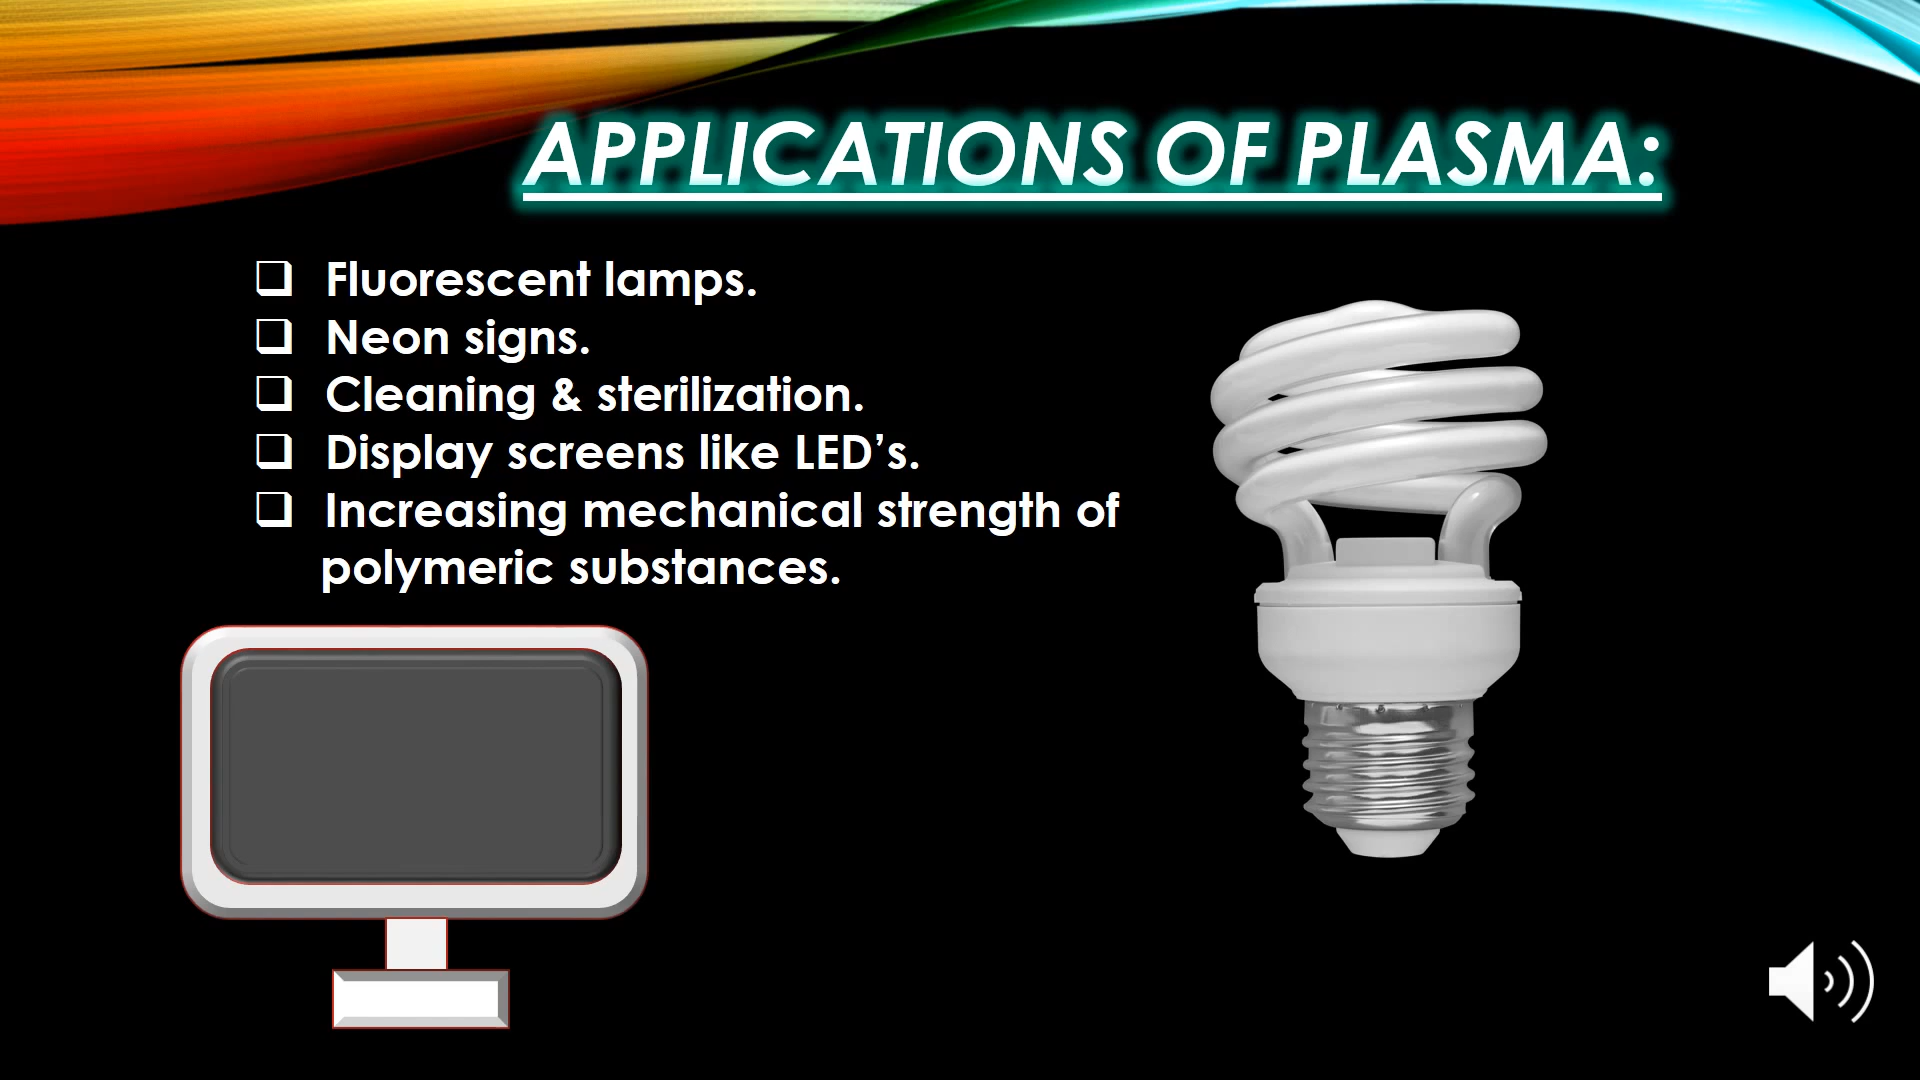 APPLICATIONS OF PLASMA:
❑ Fluorescent lamps.
❑ Neon signs.
❑ Cleaning & sterilization.
❑ Display screens like LED’s.
❑ Increasing mechanical strength of
polymeric substances.